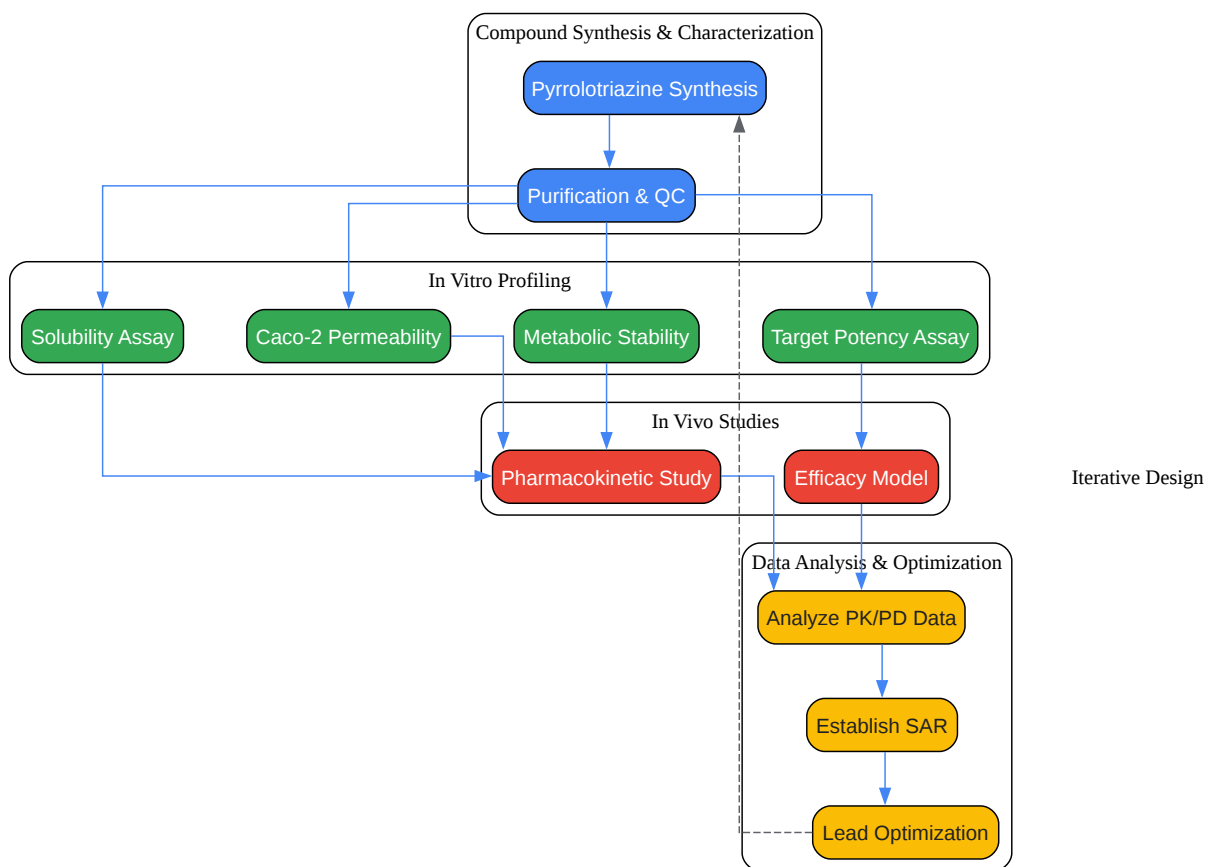 Compound Synthesis & Characterization
Pyrrolotriazine Synthesis
Purification & QC
In Vitro Profiling
Solubility Assay
Caco-2 Permeability
Metabolic Stability
Target Potency Assay
In Vivo Studies
Pharmacokinetic Study
Efficacy Model
Iterative Design
Data Analysis & Optimization
Analyze PK/PD Data
Establish SAR
Lead Optimization